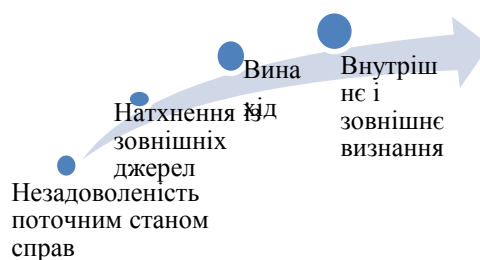 Незадоволеність
поточним станом
справ
Натхнення із
зовнішніх
джерел
Вина
хід
Внутріш
нє і
зовнішнє
визнання